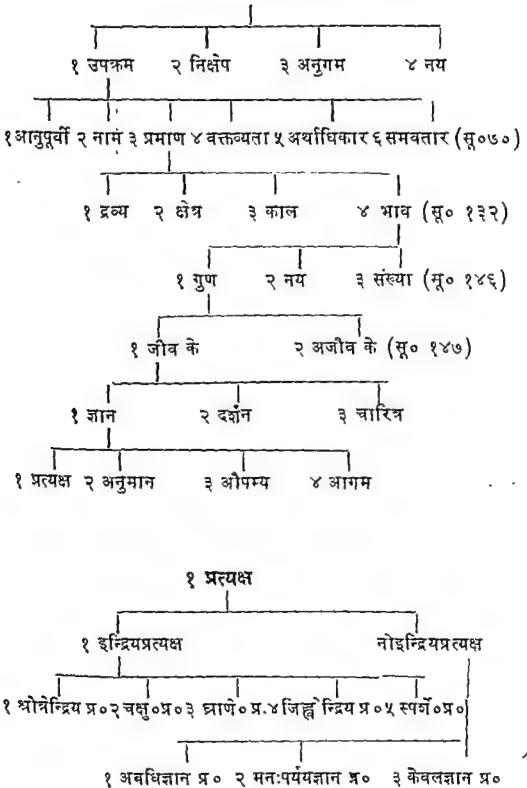 १ उपक्रम २ निक्षेप ३ अनुगम ४ नय
१ आनुपूर्वी २ नाम ३ प्रमाण ४ वक्तव्यता ५ अर्थाधिकार ६ समवतार (सू०७०)
१ द्रव्य २ क्षेत्र ३ काल ४ भाव (सू० १३२)
१ गुण २ नय ३ संख्या (सू० १४६)
१ जीव के २ अजीव के (सू० १४७)
१ ज्ञान २ दर्शन ३ चारित्र
१ प्रत्यक्ष २ अनुमान ३ औपम्य ४ आगम
१ प्रत्यक्ष
१ इन्द्रियप्रत्यक्ष नोइन्द्रियप्रत्यक्ष
१ श्रोत्रेन्द्रिय प्र०२ चक्षु०प्र०३ घ्राणे० प्र.४ जिह्वेन्द्रिय प्र०५ स्पर्शे०प्र०
१ अवधिज्ञान प्र० २ मनःपर्ययज्ञान प्र० ३ केवलज्ञान प्र०